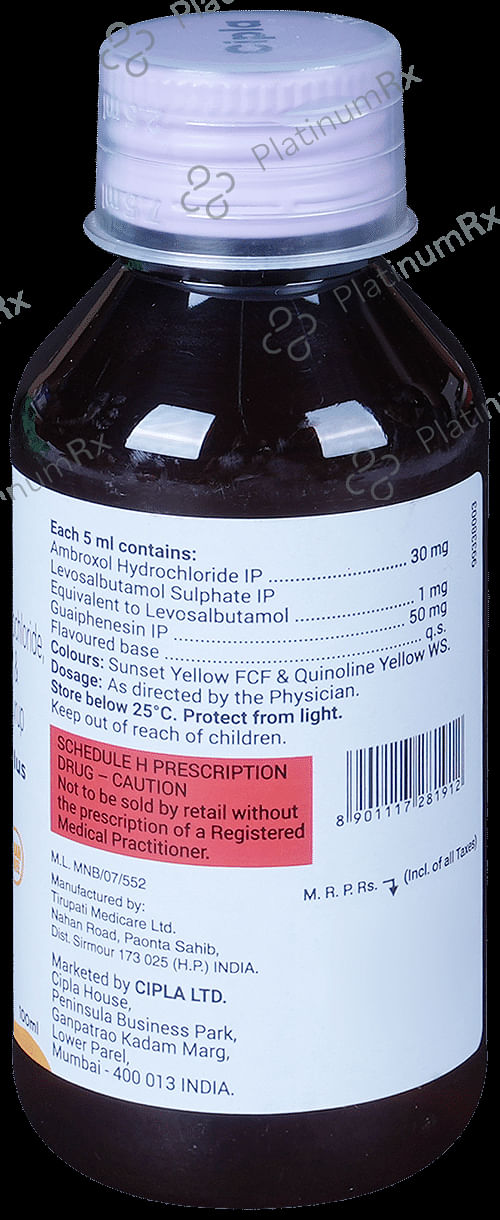 Cipla
PlatinumRx
PlatinumRx
PlatinumRx
PlatinumRx
PlatinumRx
7.5ml
Each 5 ml contains:
Ambroxol Hydrochloride IP .......... 30 mg
Levosalbutamol Sulphate IP
Equivalent to Levosalbutamol .......... 1 mg
Guaiphenesin IP .......... 50 mg
Flavoured base .......... q.s.
Colours: Sunset Yellow FCF & Quinoline Yellow WS.
Dosage: As directed by the Physician.
Store below 25°C. Protect from light.
Keep out of reach of children.
SCHEDULE H PRESCRIPTION
DRUG – CAUTION
Not to be sold by retail without
the prescription of a Registered
Medical Practitioner.
8 901117 281912
M. R. P. Rs. (Incl. of all Taxes)
M.L. MNB/07/552
Manufactured by:
Tirupati Medicare Ltd.
Nahan Road, Paonta Sahib,
Dist. Sirmour 173 025 (H.P.) INDIA.
Marketed by CIPLA LTD.
Cipla House,
Peninsula Business Park,
Ganpatrao Kadam Marg,
Lower Parel,
Mumbai - 400 013 INDIA.
100ml